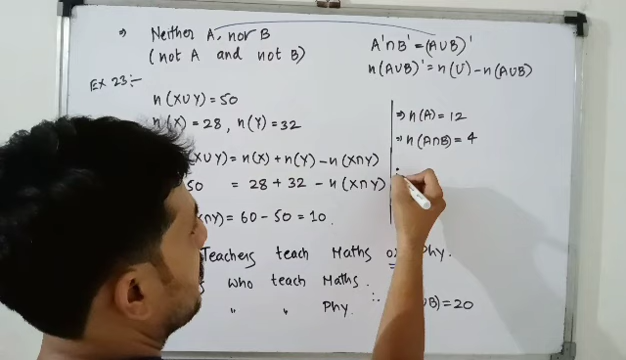 ⇒ Neither A, nor B
(not A and not B)
A'∩B' = (A∪B)'
n(A∪B)' = n(U) - n(A∪B)
Ex 23:-
n(X∪Y) = 50
n(X) = 28, n(Y) = 32
(X∪Y) = n(X) + n(Y) - n(X∩Y)
50 = 28 + 32 - n(X∩Y)
∩Y) = 60 - 50 = 10.
⇒ n(A) = 12
⇒ n(A∩B) = 4
Teachers teach Maths or Phy.
who teach Maths.
" " Phy.
∴ ∪B) = 20